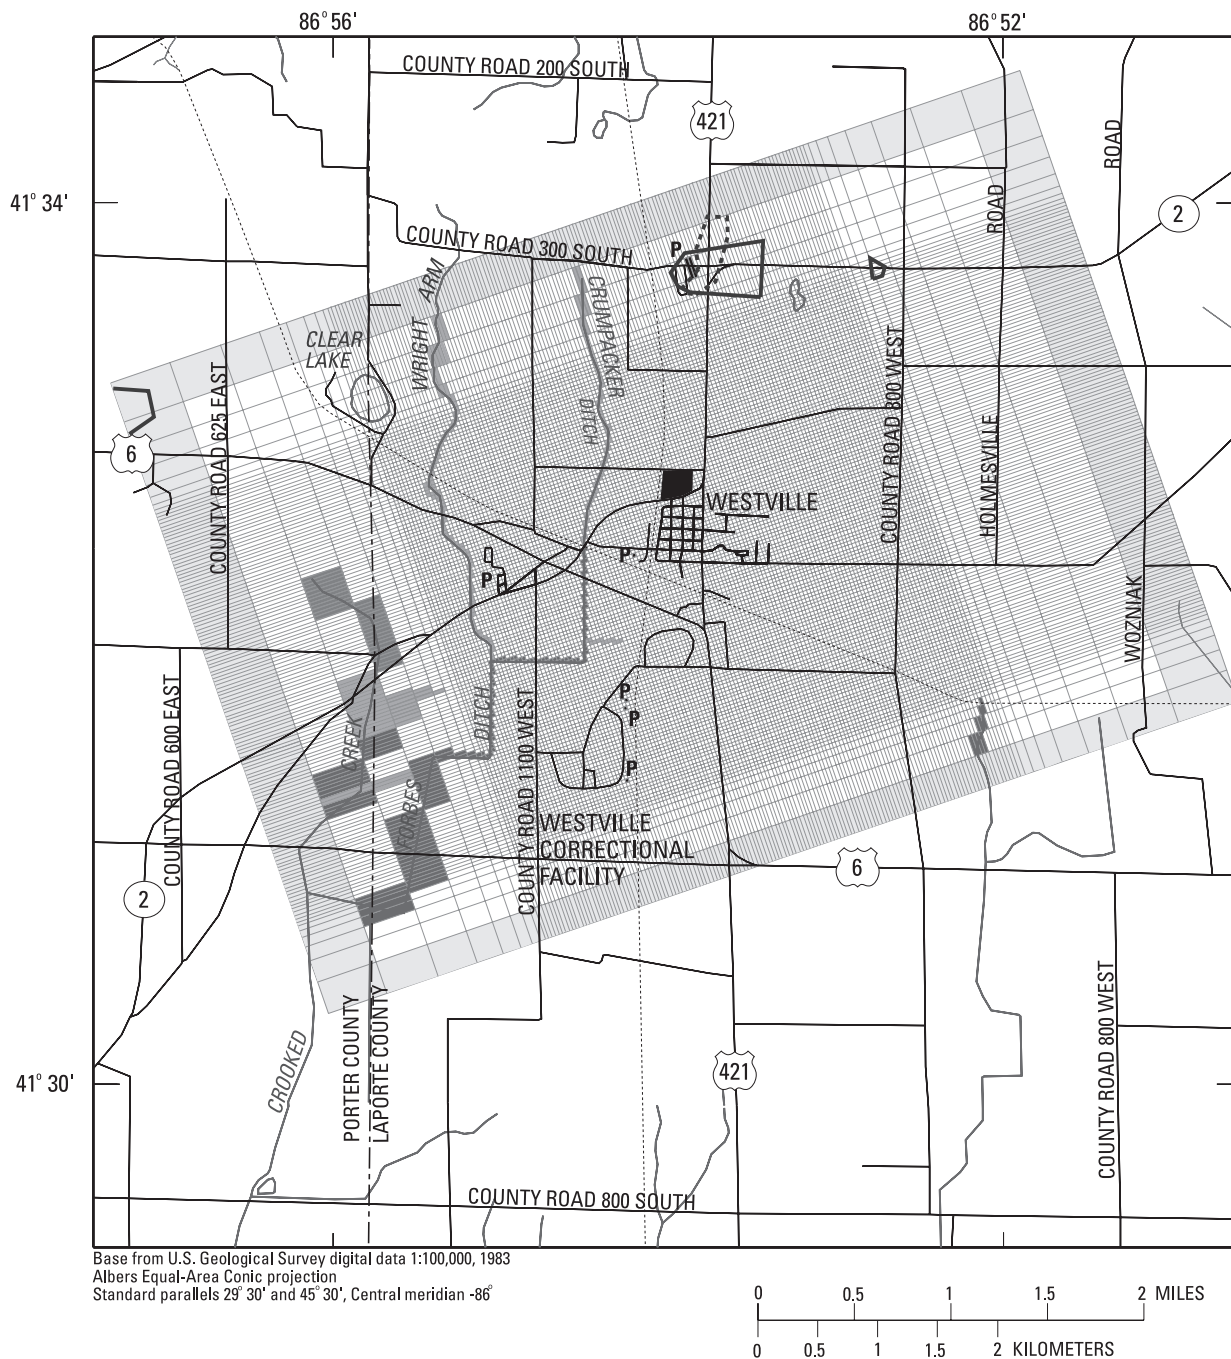 86° 56'
86° 52'
COUNTY ROAD 200 SOUTH
421
ROAD
ROAD
41° 34'
2
COUNTY ROAD 300 SOUTH
P
ARM
WRIGHT
CRUMPACKER
DITCH
CLEAR
LAKE
COUNTY ROAD 625 EAST
COUNTY ROAD 800 WEST
HOLMESVILLE
6
WESTVILLE
P
P
WOZNIAK
COUNTY ROAD 600 EAST
CREEK
DITCH
COUNTY ROAD 1100 WEST
P
P
P
FORBES
WESTVILLE
CORRECTIONAL
FACILITY
6
2
PORTER COUNTY
LAPORTE COUNTY
CROOKED
421
41° 30'
COUNTY ROAD 800 WEST
COUNTY ROAD 800 SOUTH
Base from U.S. Geological Survey digital data 1:100,000, 1983
Albers Equal-Area Conic projection
Standard parallels 29° 30' and 45° 30', Central meridian -86°
0 0.5 1 1.5 2 MILES
0 0.5 1 1.5 2 KILOMETERS